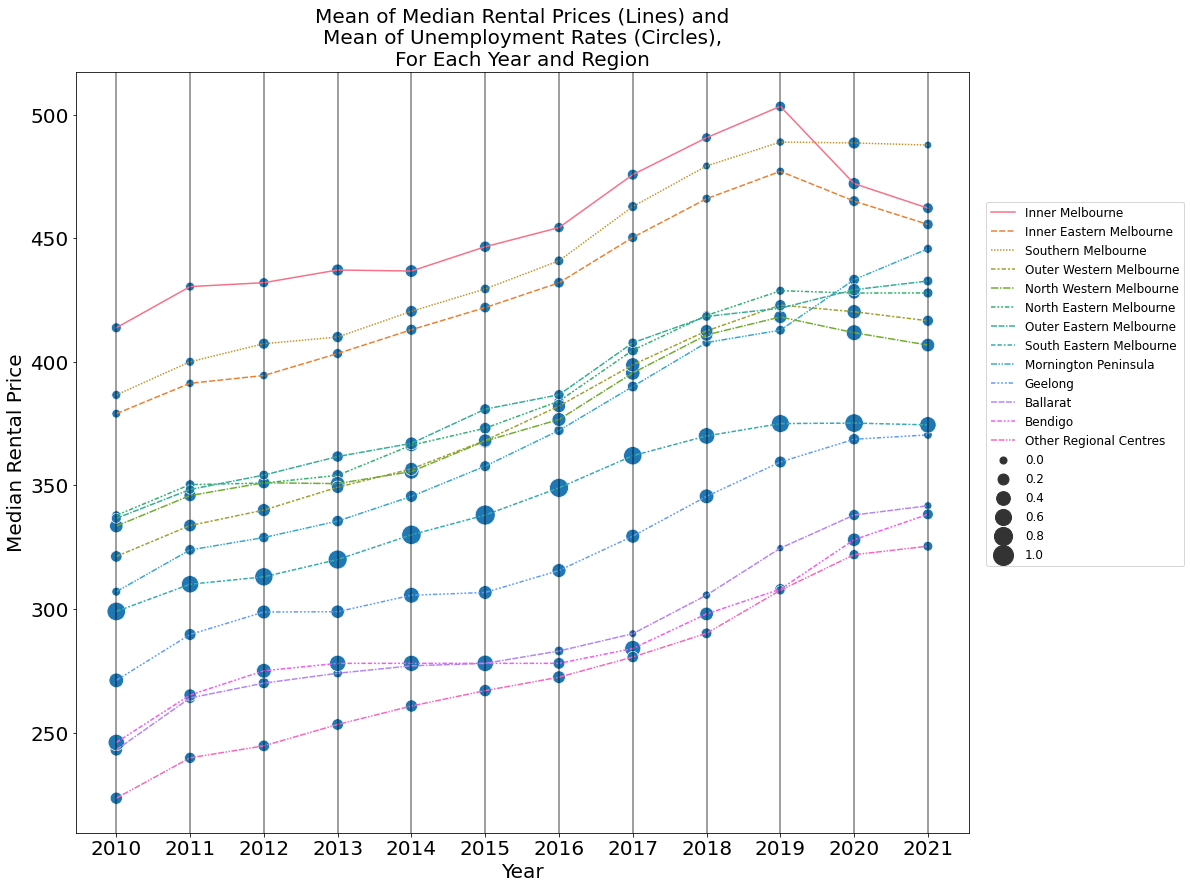 Mean of Median Rental Prices (Lines) and
Mean of Unemployment Rates (Circles),
For Each Year and Region
Median Rental Price
500
450
400
350
300
250
2010 2011 2012 2013 2014 2015 2016 2017 2018 2019 2020 2021
Year
Inner Melbourne
Inner Eastern Melbourne
Southern Melbourne
Outer Western Melbourne
North Western Melbourne
North Eastern Melbourne
Outer Eastern Melbourne
South Eastern Melbourne
Mornington Peninsula
Geelong
Ballarat
Bendigo
Other Regional Centres
0.0
0.2
0.4
0.6
0.8
1.0